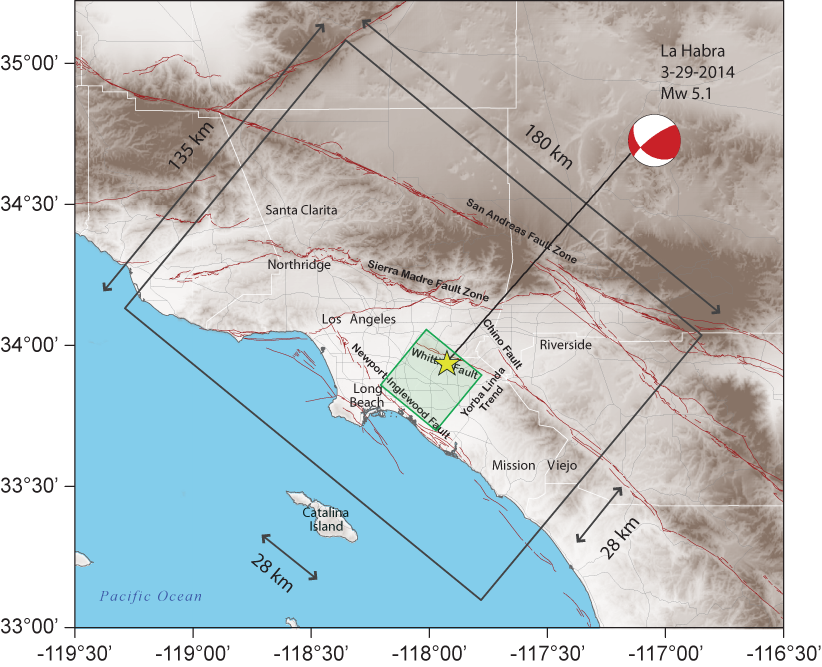 La Habra
3-29-2014
Mw 5.1
35°00'
34°30'
34°00'
33°30'
33°00'
135 km
180 km
San Andreas Fault Zone
Santa Clarita
Northridge
Sierra Madre Fault Zone
Los Angeles
Chino Fault
Riverside
Whitt Fault
Newport Inglewood Fault
Yorba Linda
Trend
Long
Beach
Mission Viejo
Catalina
Island
28 km
28 km
Pacific Ocean
-119°30'
-119°00'
-118°30'
-118°00'
-117°30'
-117°00'
-116°30'